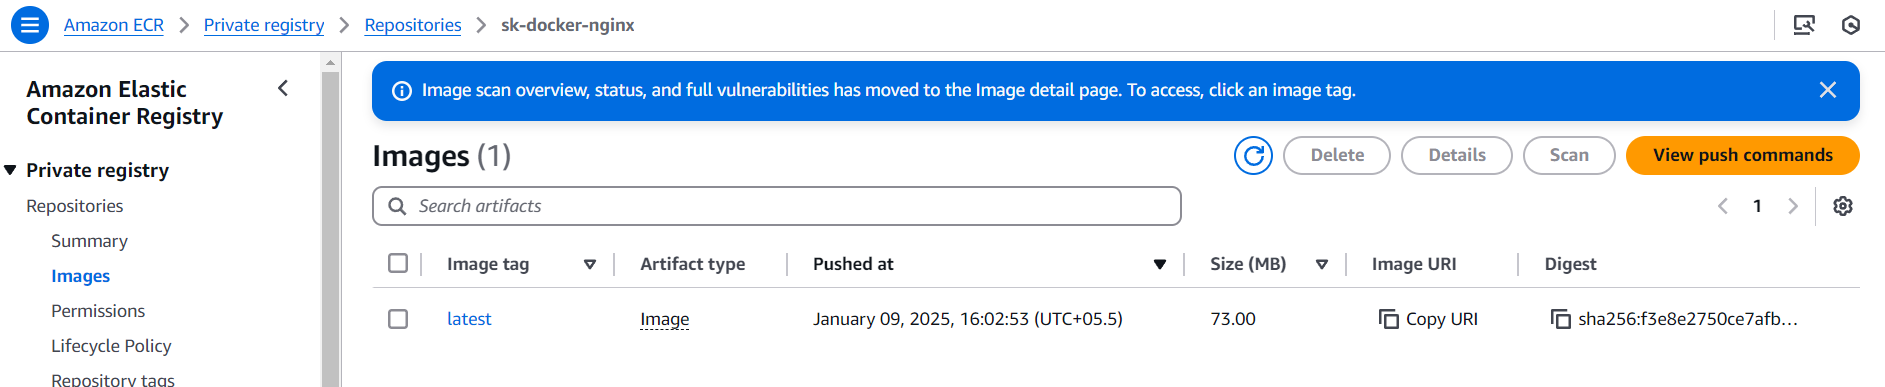 Amazon ECR > Private registry > Repositories > sk-docker-nginx
Amazon Elastic
Container Registry
Private registry
Repositories
Summary
Images
Permissions
Lifecycle Policy
Repository tags
Image scan overview, status, and full vulnerabilities has moved to the Image detail page. To access, click an image tag.
Images (1)
Delete Details Scan View push commands
Search artifacts
1
Image tag Artifact type Pushed at Size (MB) Image URI Digest
latest Image January 09, 2025, 16:02:53 (UTC+05.5) 73.00 Copy URI sha256:f3e8e2750ce7afb...